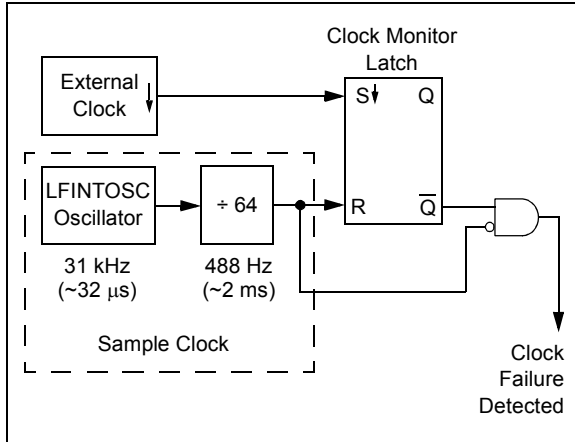 Clock Monitor
Latch
External
Clock
S
Q
LFINTOSC
Oscillator
÷ 64
R
Q̅
31 kHz
(~32 μs)
488 Hz
(~2 ms)
Sample Clock
Clock
Failure
Detected